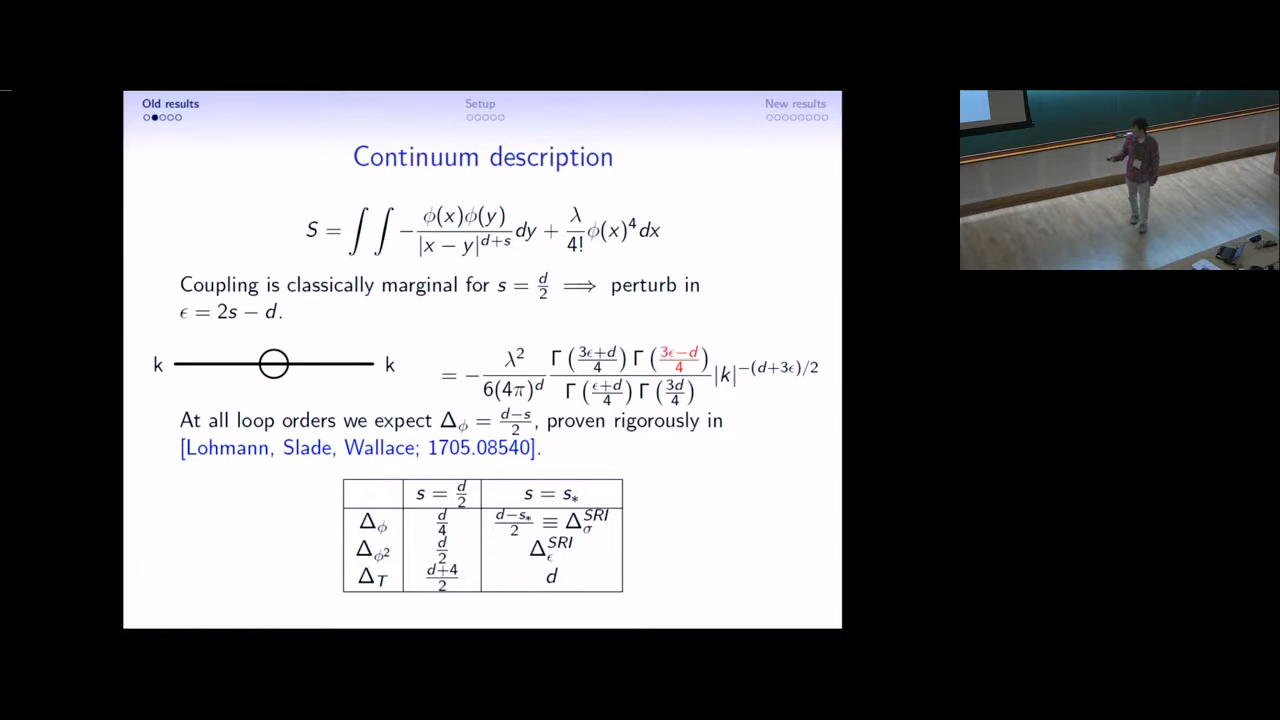 Old results Setup New results
Continuum description
S = ∫∫ − ϕ(x)ϕ(y) / |x − y|^{d+s} dy + λ/4! ϕ(x)^4 dx
Coupling is classically marginal for s = d/2 ⟹ perturb in
ϵ = 2s − d.
k k = − λ^2 / 6(4π)^d Γ(3ϵ+d / 4) Γ(3ϵ−d / 4) / Γ(ϵ+d / 4) Γ(3d / 4) |k|^{−(d+3ϵ)/2}
At all loop orders we expect Δ_ϕ = d−s / 2, proven rigorously in
[Lohmann, Slade, Wallace; 1705.08540].
s = d/2 s = s_*
Δ_ϕ d/4 d−s_* / 2 ≡ Δ_σ^{SRI}
Δ_{ϕ^2} d/2 Δ_ϵ^{SRI}
Δ_T d+4 / 2 d